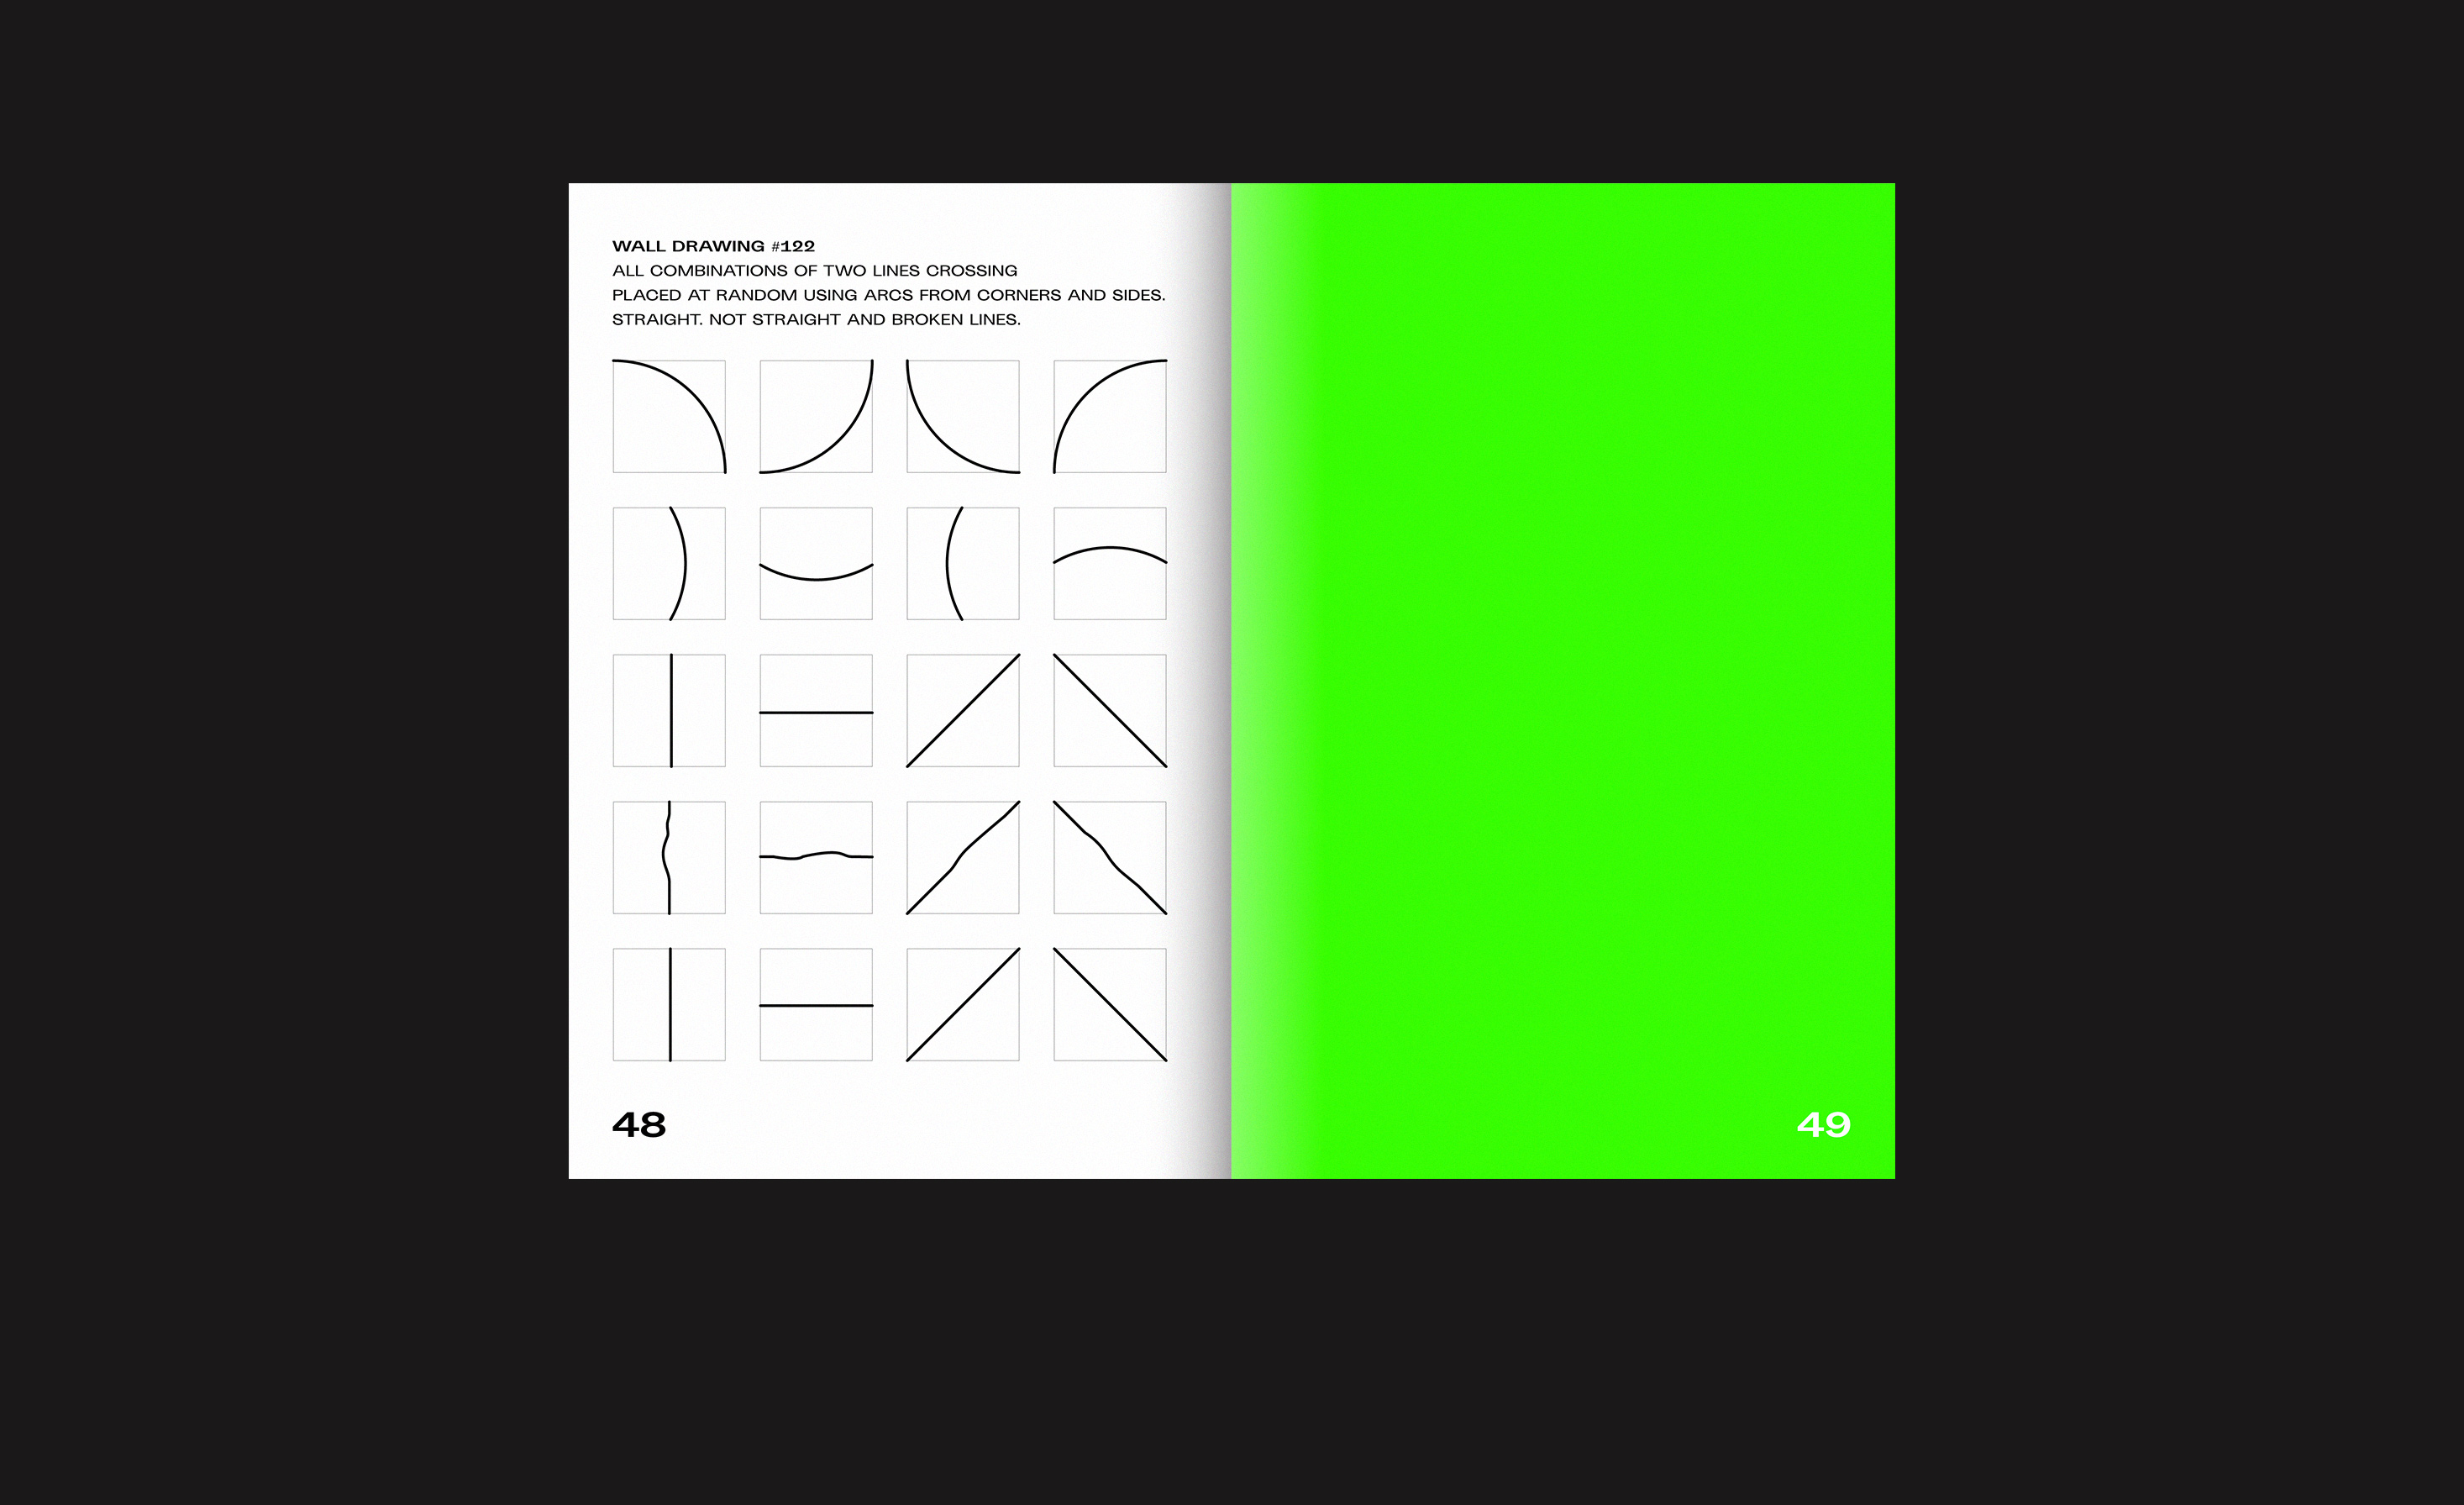 WALL DRAWING #122
ALL COMBINATIONS OF TWO LINES CROSSING
PLACED AT RANDOM USING ARCS FROM CORNERS AND SIDES.
STRAIGHT. NOT STRAIGHT AND BROKEN LINES.
48
49